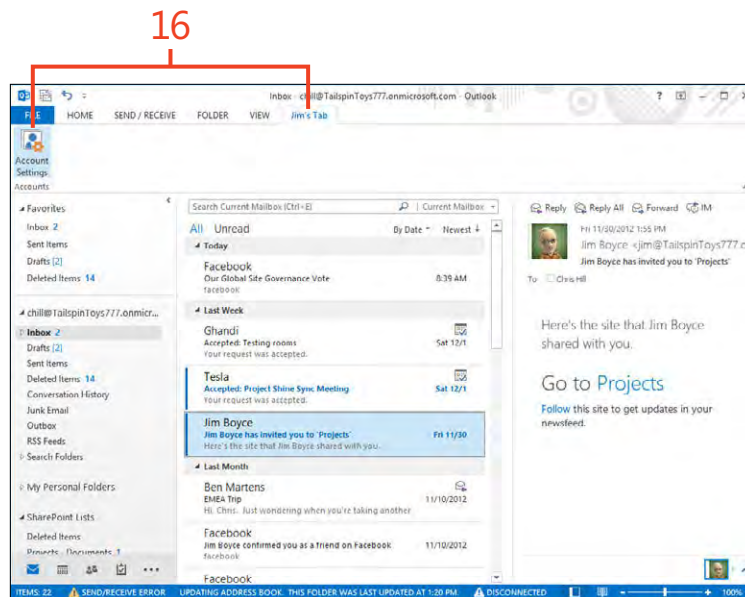 16
Inbox - chill@TailspinToys777.onmicrosoft.com - Outlook
FILE HOME SEND / RECEIVE FOLDER VIEW Jim's Tab
Account
Settings
Accounts
Favorites
Inbox 2
Sent Items
Drafts [2]
Deleted Items 14
chill@TailspinToys777.onmicr...
Inbox 2
Drafts [2]
Sent Items
Deleted Items 14
Conversation History
Junk Email
Outbox
RSS Feeds
Search Folders
My Personal Folders
SharePoint Lists
Deleted Items
Projects - Documents 1
Search Current Mailbox (Ctrl+E) Current Mailbox
All Unread By Date Newest ↓
Today
Facebook
Our Global Site Governance Vote 8:39 AM
facebook
Last Week
Ghandi
Accepted: Testing rooms Sat 12/1
Your request was accepted.
Tesla
Accepted: Project Shine Sync Meeting Sat 12/1
Your request was accepted.
Jim Boyce
Jim Boyce has invited you to 'Projects' Fri 11/30
Here's the site that Jim Boyce shared with you.
Last Month
Ben Martens
EMEA Trip 11/10/2012
Hi, Chris. Just wondering when you're taking another
Facebook
Jim Boyce confirmed you as a friend on Facebook 11/10/2012
facebook
Facebook
Reply Reply All Forward IM
Fri 11/30/2012 1:55 PM
Jim Boyce <jim@TailspinToys777.c
Jim Boyce has invited you to 'Projects'
To Chris Hill
Here's the site that Jim Boyce
shared with you.
Go to Projects
Follow this site to get updates in your
newsfeed.
ITEMS: 22 SEND/RECEIVE ERROR UPDATING ADDRESS BOOK. THIS FOLDER WAS LAST UPDATED AT 1:20 PM. DISCONNECTED 100%